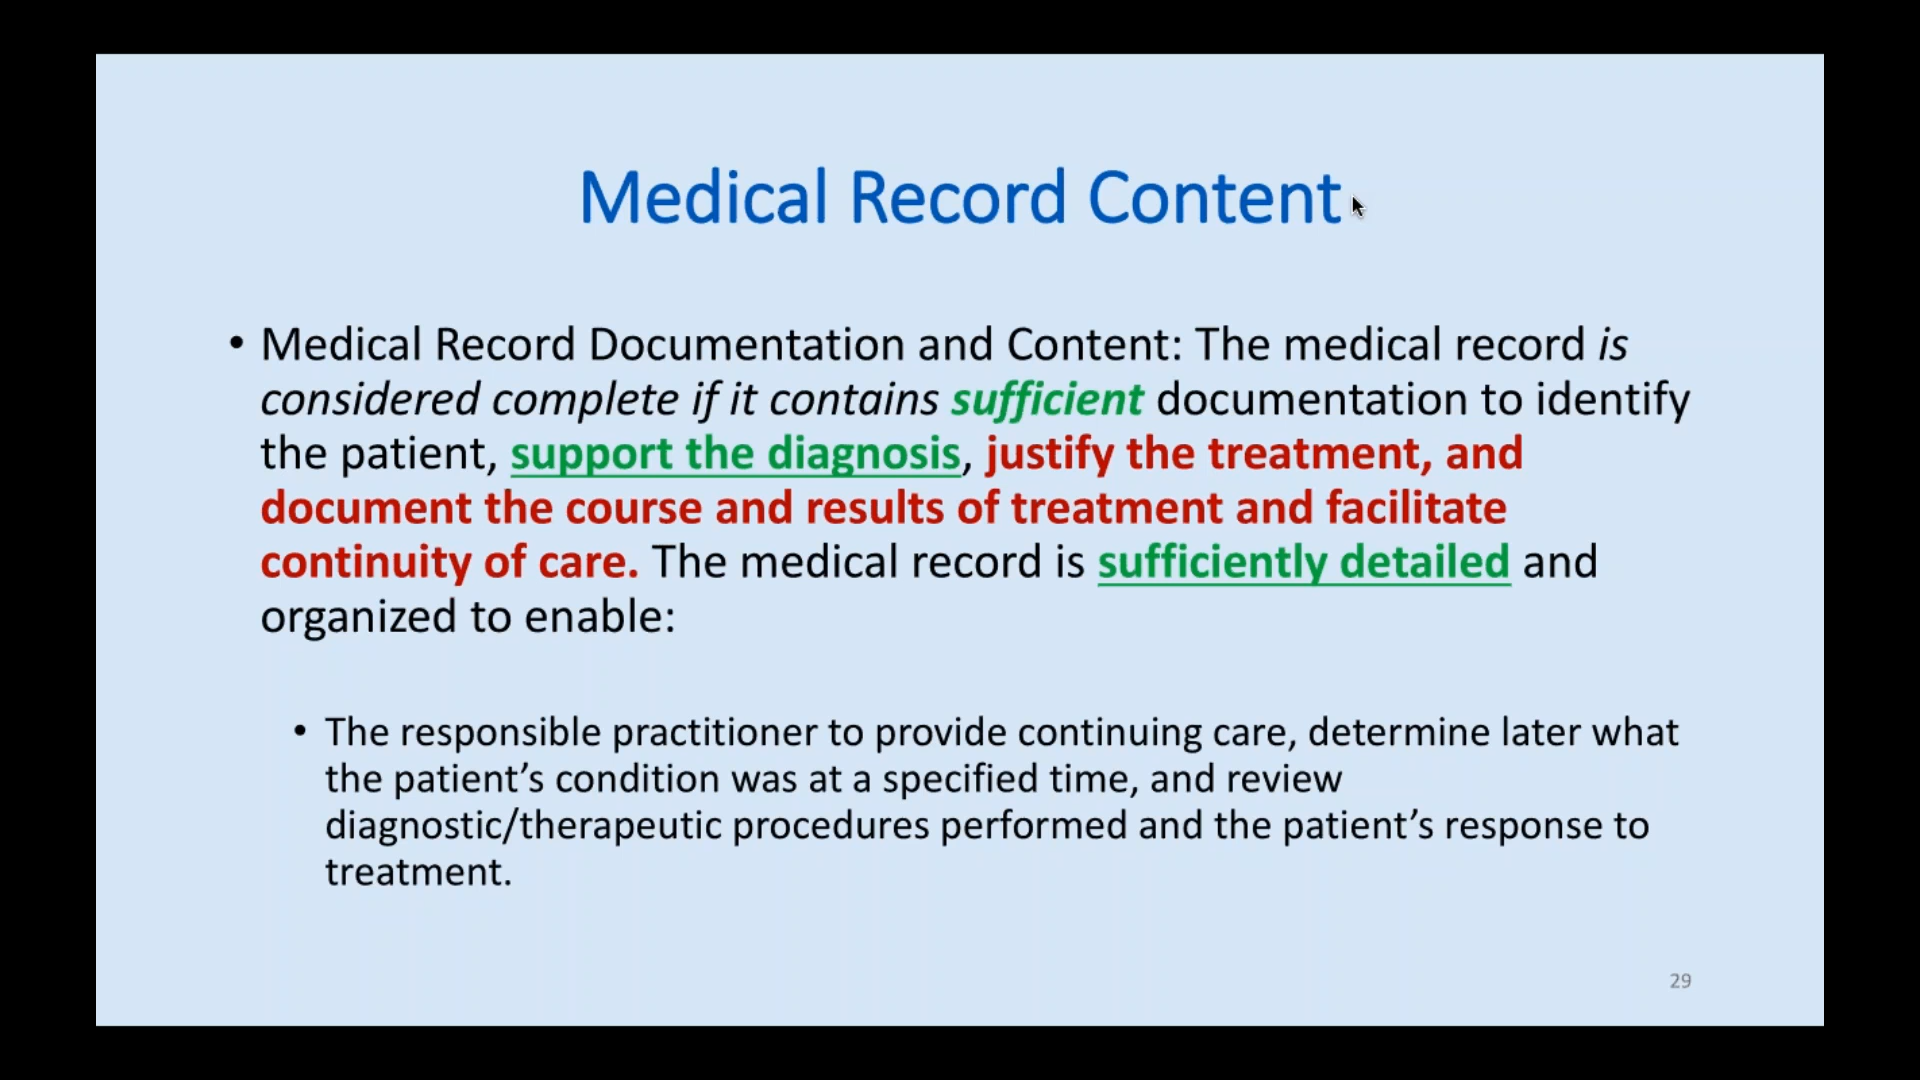 Medical Record Content
• Medical Record Documentation and Content: The medical record is
considered complete if it contains sufficient documentation to identify
the patient, support the diagnosis, justify the treatment, and
document the course and results of treatment and facilitate
continuity of care. The medical record is sufficiently detailed and
organized to enable:
• The responsible practitioner to provide continuing care, determine later what
the patient’s condition was at a specified time, and review
diagnostic/therapeutic procedures performed and the patient’s response to
treatment.
29